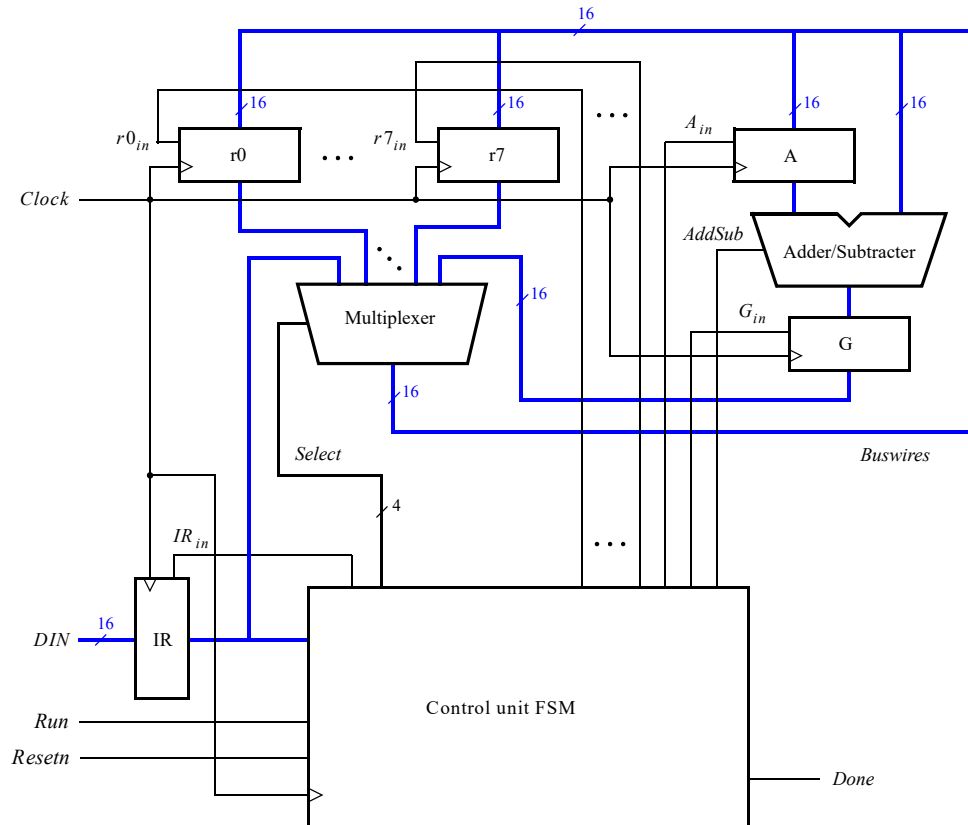 16
16
16
16
16
r0in
r7in
Ain
r0
. . .
r7
. . .
A
Clock
AddSub
Adder/Subtracter
Multiplexer
16
Gin
G
16
Select
Buswires
4
IRin
. . .
16
DIN
IR
Run
Control unit FSM
Resetn
Done